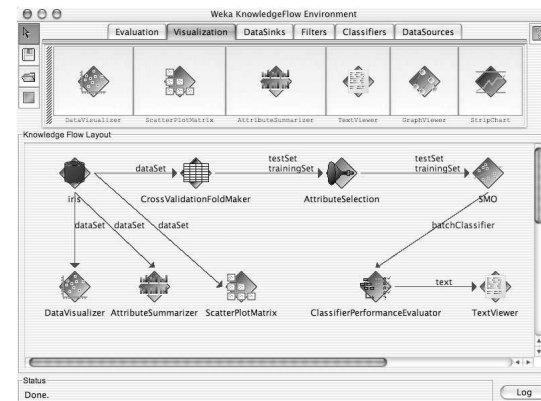 Weka KnowledgeFlow Environment
Evaluation Visualization DataSinks Filters Classifiers DataSources
DataVisualizer ScatterPlotMatrix AttributeSummarizer TextViewer GraphViewer StripChart
Knowledge Flow Layout
dataSet testSet trainingSet testSet trainingSet
iris CrossValidationFoldMaker AttributeSelection SMO
dataSet dataSet dataSet batchClassifier
text
DataVisualizer AttributeSummarizer ScatterPlotMatrix ClassifierPerformanceEvaluator TextViewer
Status
Done. Log